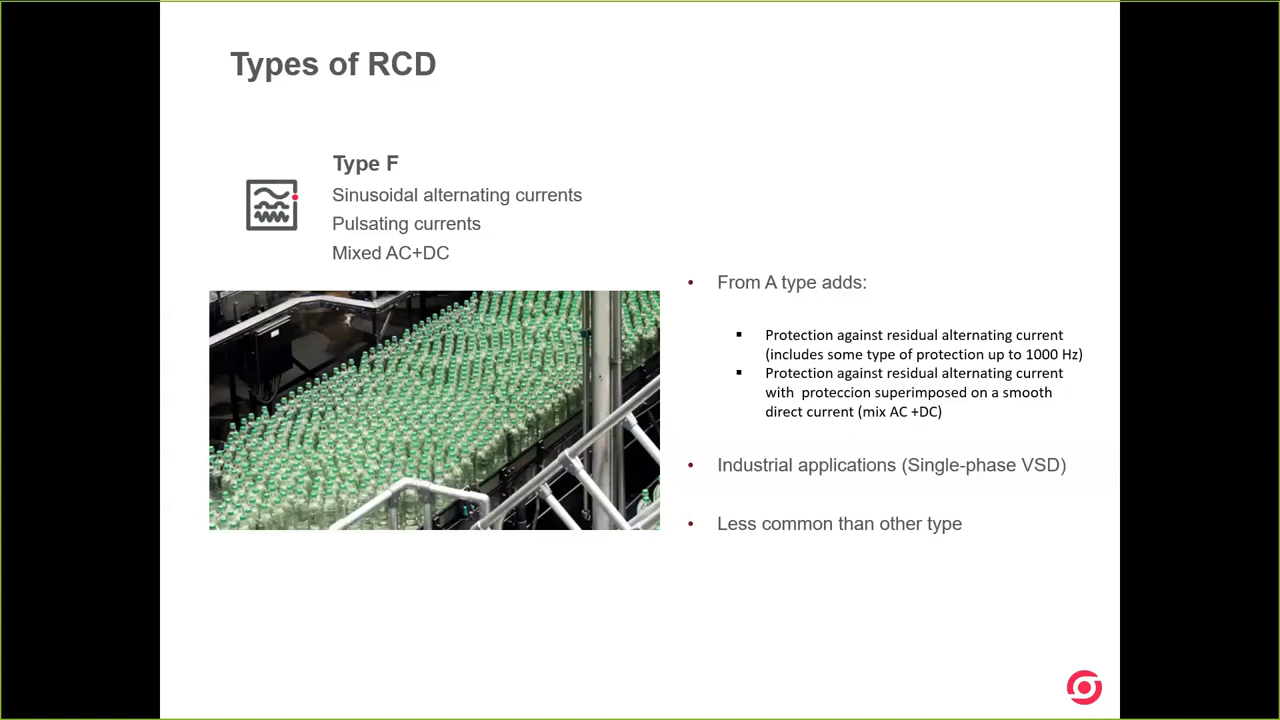 Types of RCD
Type F
Sinusoidal alternating currents
Pulsating currents
Mixed AC+DC
• From A type adds:
▪ Protection against residual alternating current
(includes some type of protection up to 1000 Hz)
▪ Protection against residual alternating current
with  proteccion superimposed on a smooth
direct current (mix AC +DC)
• Industrial applications (Single-phase VSD)
• Less common than other type